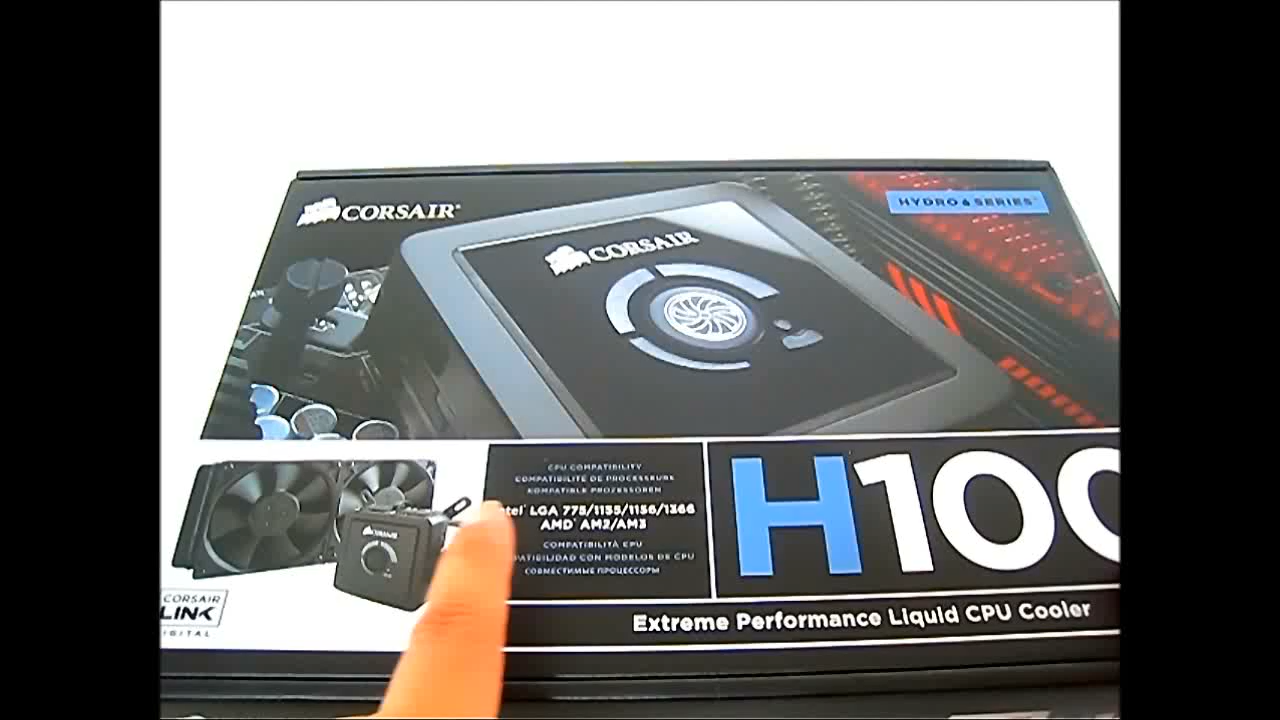 CORSAIR
HYDRO SERIES
CORSAIR
CPU COMPATIBILITY
COMPATIBILITÉ DE PROCESSEURS
KOMPATIBLE PROZESSOREN
LGA 775/1155/1156/1366
AMD AM2/AM3
COMPATIBILITÀ CPU
CON MODELOS DE CPU
СОВМЕСТИМЫЕ ПРОЦЕССОРЫ
H100
CORSAIR
CORSAIR
LINK
Extreme Performance Liquid CPU Cooler